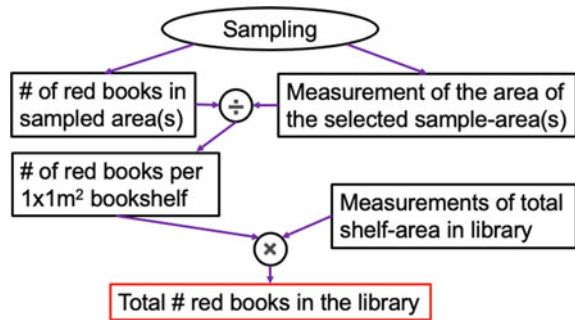 Sampling
# of red books in
sampled area(s)
÷
Measurement of the area of
the selected sample-area(s)
# of red books per
1x1m² bookshelf
Measurements of total
shelf-area in library
×
Total # red books in the library